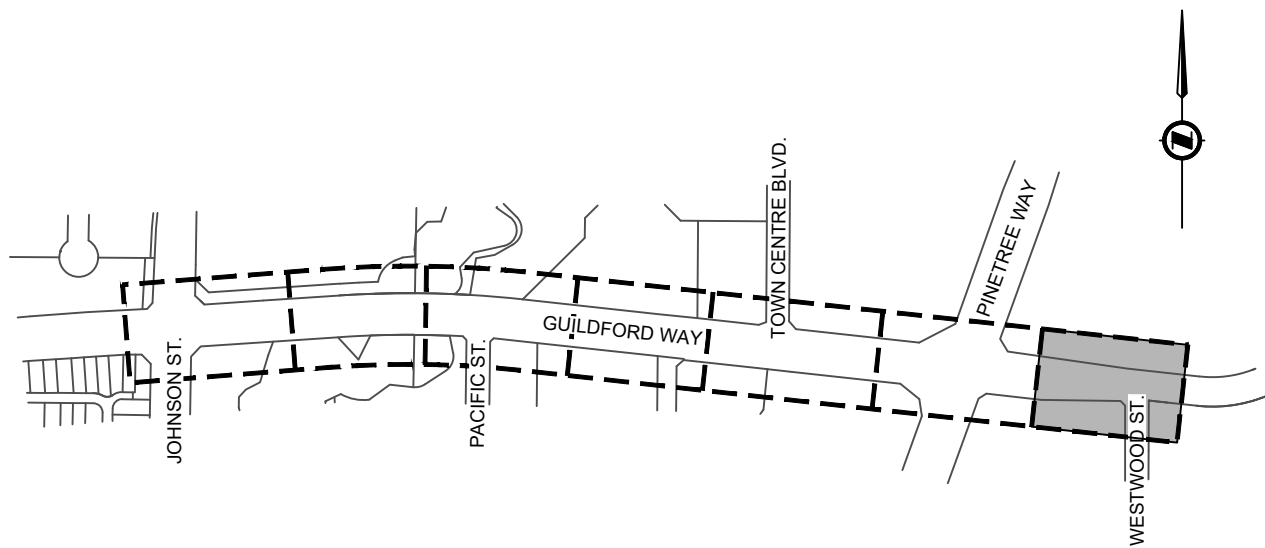 TOWN CENTRE BLVD.
PINETREE WAY
GUILDFORD WAY
JOHNSON ST.
PACIFIC ST.
WESTWOOD ST.